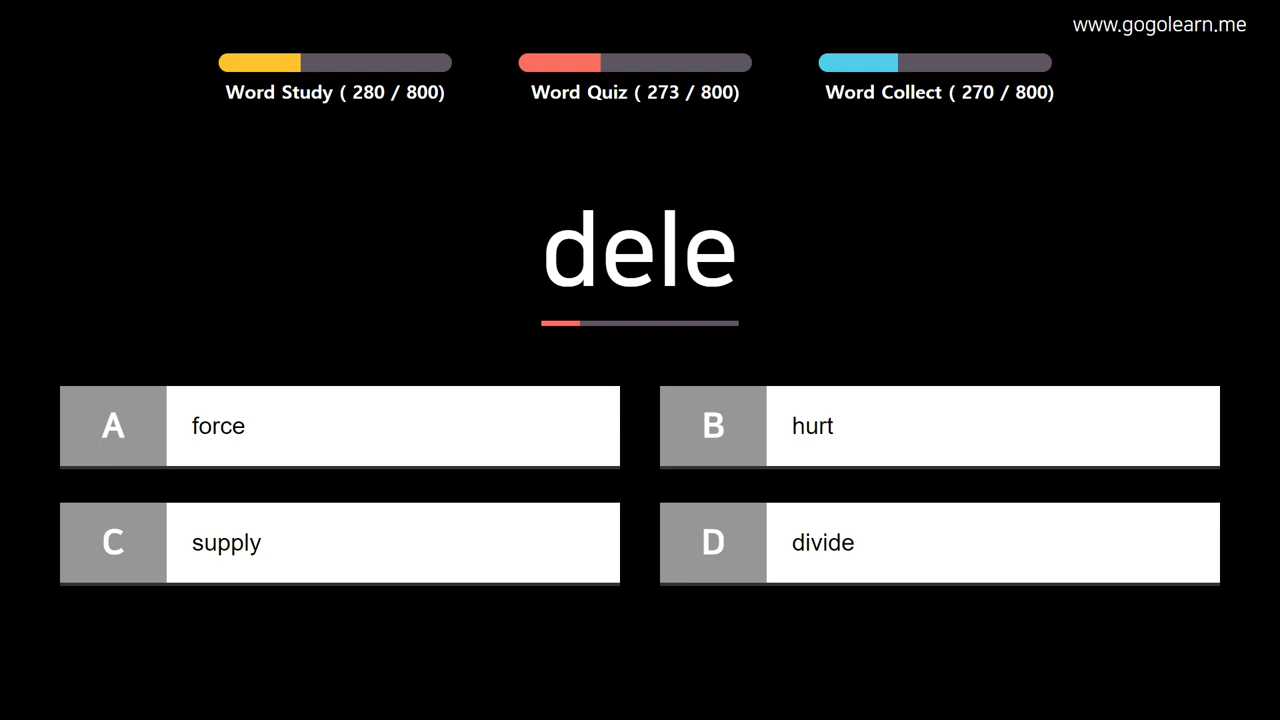 www.gogolearn.me
Word Study ( 280 / 800)
Word Quiz ( 273 / 800)
Word Collect ( 270 / 800)
dele
A force
B hurt
C supply
D divide